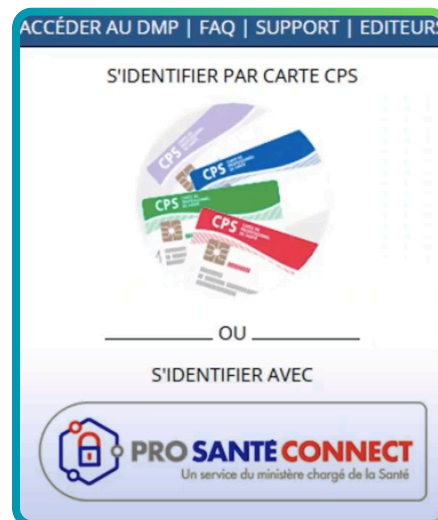 ACCÉDER AU DMP | FAQ | SUPPORT | EDITEURS
S'IDENTIFIER PAR CARTE CPS
CPS
CPS
CPS
CPS
OU
S'IDENTIFIER AVEC
PRO SANTÉ CONNECT
Un service du ministère chargé de la Santé